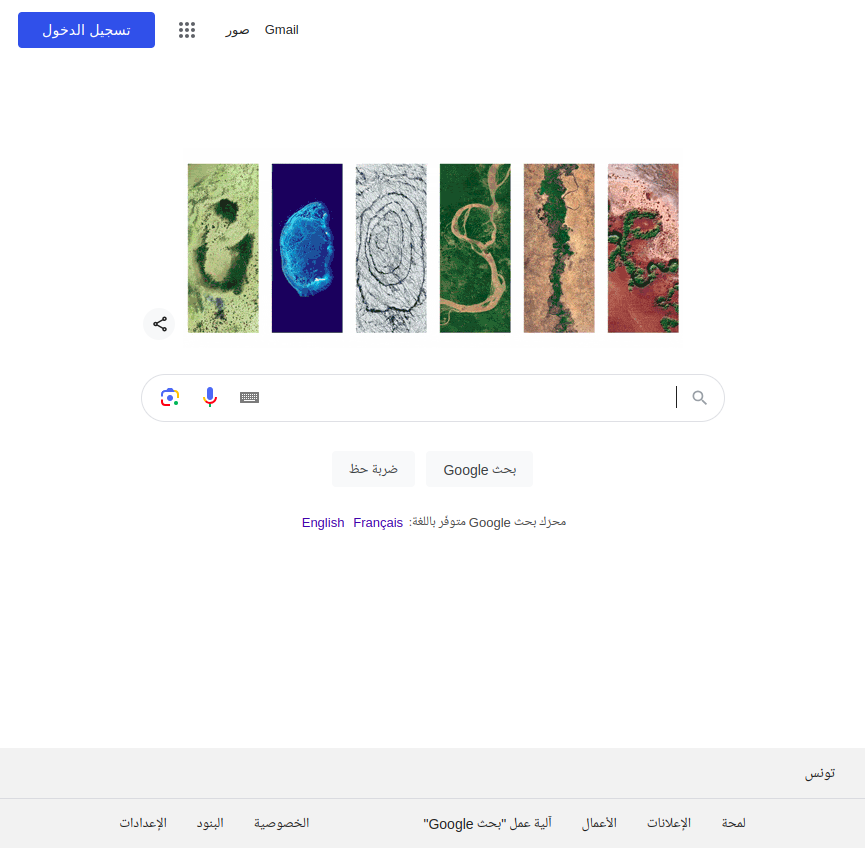 Gmail
صور
تسجيل الدخول
بحث Google
ضربة حظ
محرّك بحث Google متوفّر باللغة: Français English
تونس
لمحة
الإعلانات
الأعمال
آلية عمل "بحث Google"
الخصوصية
البنود
الإعدادات